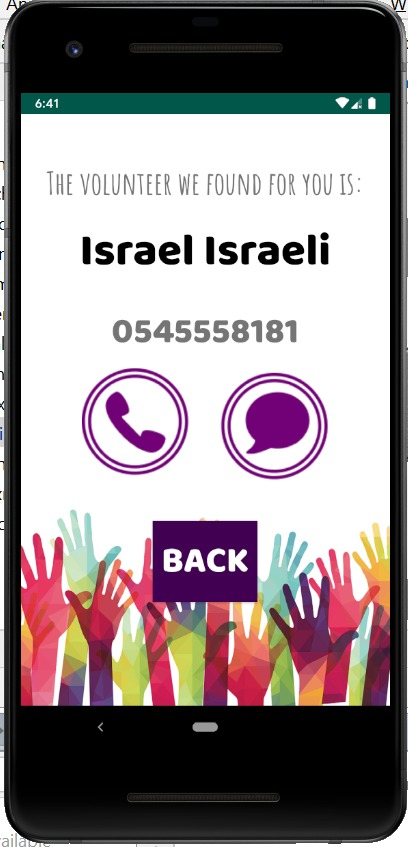 6:41
THE VOLUNTEER WE FOUND FOR YOU IS:
Israel Israeli
0545558181
BACK